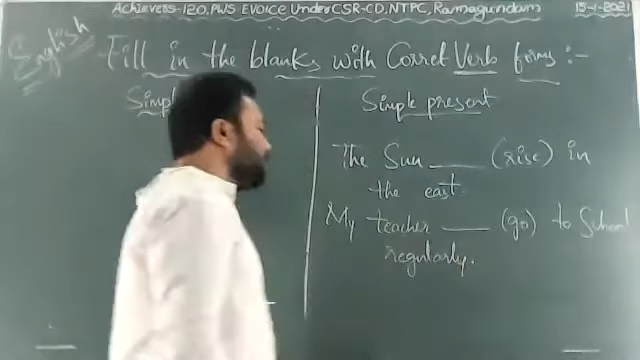 Achievers-120, PWS EVOICE Under CSR-CD, NTPC, Ramagundam 15-1-2021
English
Fill in the blanks with Corret Verb forms :-
Simple present
The Sun ____ (rise) in
the east.
My teacher ____ (go) to School
regularly.